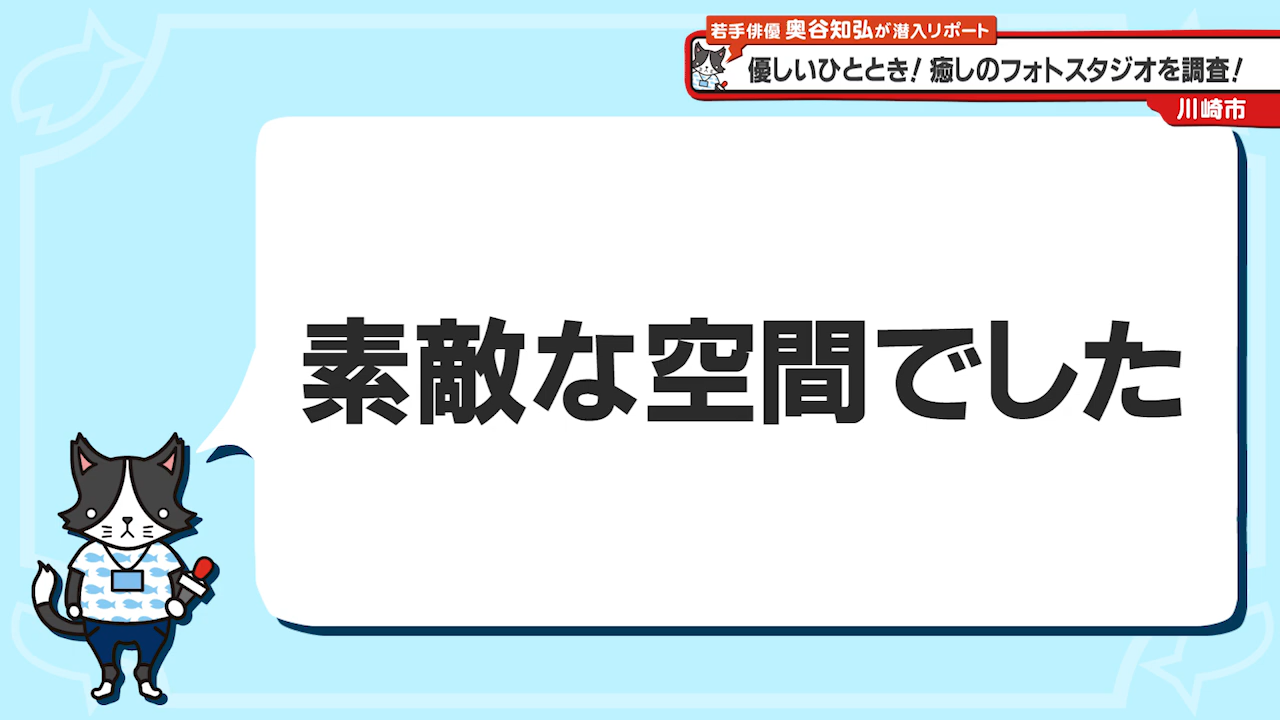 若手俳優 奥谷知弘が潜入リポート
優しいひととき！癒しのフォトスタジオを調査！
川崎市
素敵な空間でした